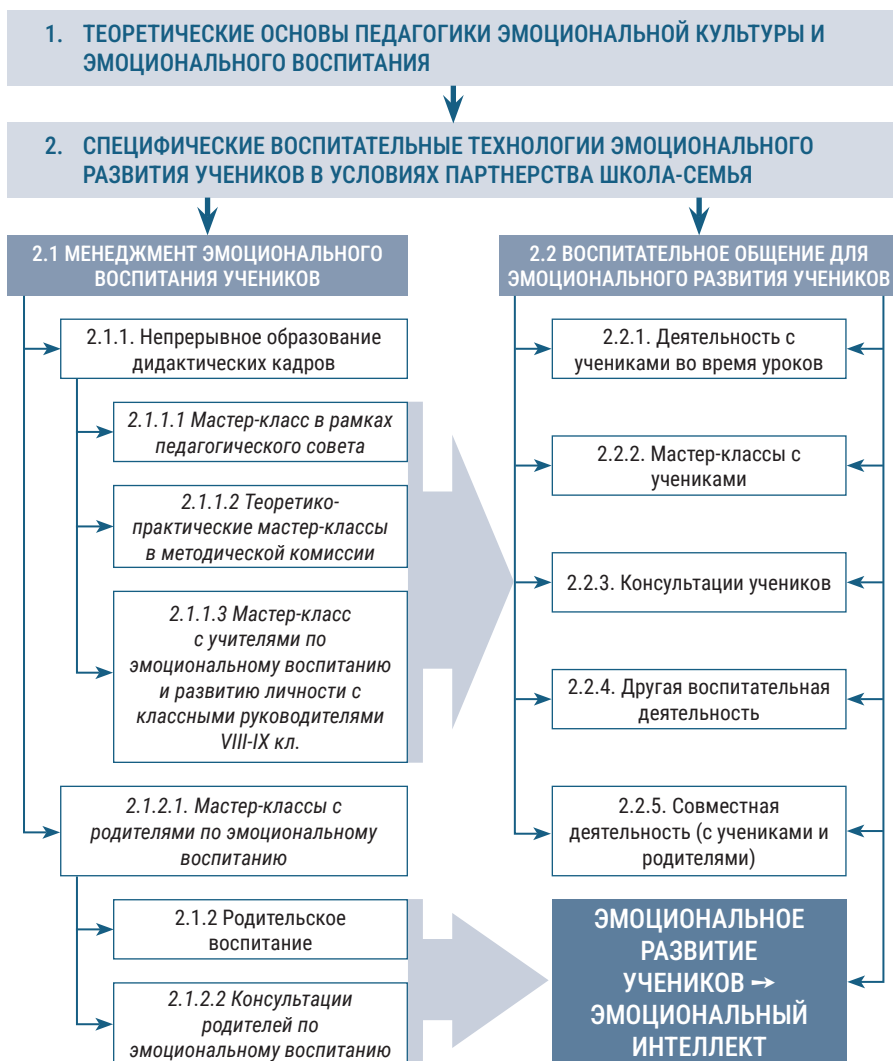 1. ТЕОРЕТИЧЕСКИЕ ОСНОВЫ ПЕДАГОГИКИ ЭМОЦИОНАЛЬНОЙ КУЛЬТУРЫ И
ЭМОЦИОНАЛЬНОГО ВОСПИТАНИЯ
2. СПЕЦИФИЧЕСКИЕ ВОСПИТАТЕЛЬНЫЕ ТЕХНОЛОГИИ ЭМОЦИОНАЛЬНОГО
РАЗВИТИЯ УЧЕНИКОВ В УСЛОВИЯХ ПАРТНЕРСТВА ШКОЛА-СЕМЬЯ
2.1 МЕНЕДЖМЕНТ ЭМОЦИОНАЛЬНОГО
ВОСПИТАНИЯ УЧЕНИКОВ
2.1.1. Непрерывное образование
дидактических кадров
2.1.1.1 Мастер-класс в рамках
педагогического совета
2.1.1.2 Теоретико-
практические мастер-классы
в методической комиссии
2.1.1.3 Мастер-класс
с учителями по
эмоциональному воспитанию
и развитию личности с
классными руководителями
VIII-IX кл.
2.1.2.1. Мастер-классы с
родителями по эмоциональному
воспитанию
2.1.2 Родительское
воспитание
2.1.2.2 Консультации
родителей по
эмоциональному воспитанию
2.2 ВОСПИТАТЕЛЬНОЕ ОБЩЕНИЕ ДЛЯ
ЭМОЦИОНАЛЬНОГО РАЗВИТИЯ УЧЕНИКОВ
2.2.1. Деятельность с
учениками во время уроков
2.2.2. Мастер-классы с
учениками
2.2.3. Консультации учеников
2.2.4. Другая воспитательная
деятельность
2.2.5. Совместная
деятельность (с учениками и
родителями)
ЭМОЦИОНАЛЬНОЕ
РАЗВИТИЕ
УЧЕНИКОВ →
ЭМОЦИОНАЛЬНЫЙ
ИНТЕЛЛЕКТ